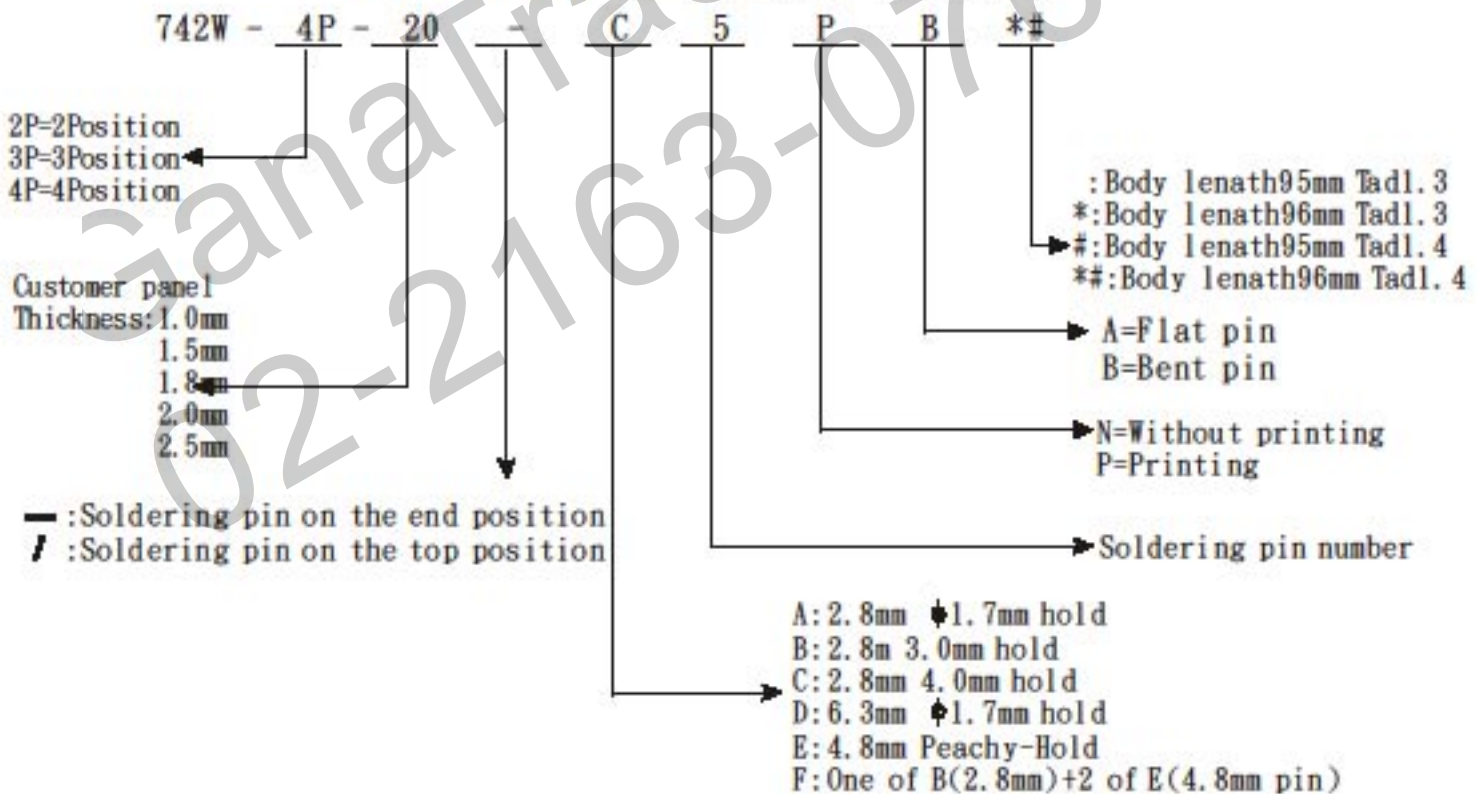 742W - 4P - 20 - C 5 P B *#
2P=2Position
3P=3Position
4P=4Position
:Body lenath95mm Tadl.3
*:Body lenath96mm Tadl.3
#:Body lenath95mm Tadl.4
*#:Body lenath96mm Tadl.4
Customer panel
Thickness:1.0mm
1.5mm
1.8mm
2.0mm
2.5mm
A=Flat pin
B=Bent pin
N=Without printing
P=Printing
— :Soldering pin on the end position
/ :Soldering pin on the top position
Soldering pin number
A:2.8mm ϕ1.7mm hold
B:2.8m 3.0mm hold
C:2.8mm 4.0mm hold
D:6.3mm ϕ1.7mm hold
E:4.8mm Peachy-Hold
F:One of B(2.8mm)+2 of E(4.8mm pin)